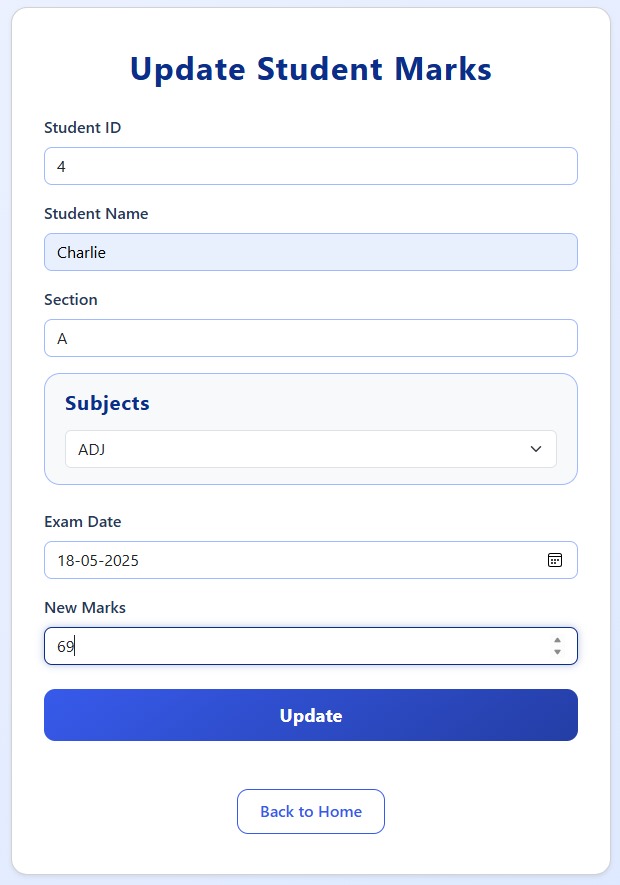 Update Student Marks
Student ID
4
Student Name
Charlie
Section
A
Subjects
ADJ
Exam Date
18-05-2025
New Marks
69
Update
Back to Home